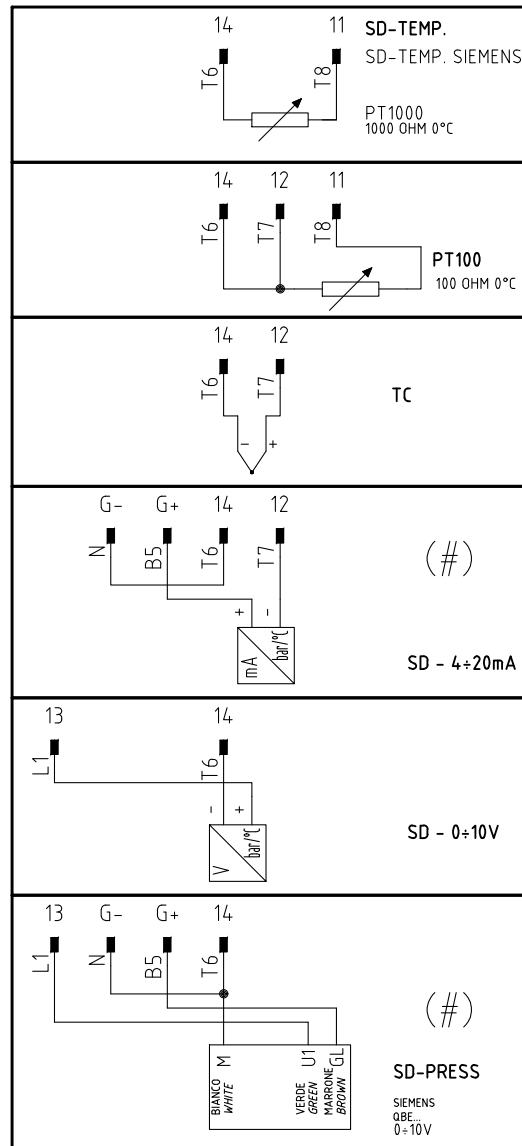 14 11 SD-TEMP.
SD-TEMP. SIEMENS
T6 T8
PT1000
1000 OHM 0°C
14 12 11
T6 T7 T8
PT100
100 OHM 0°C
14 12
T6 T7
TC
- +
G- G+ 14 12
N B5 T6 T7
(#)
+ -
mA bar/°C
SD - 4÷20mA
13 14
L1 T6
- +
V bar/°C
SD - 0÷10V
13 G- G+ 14
L1 N B5 T6
(#)
M U1 GL
BIANCO VERDE MARRONE
WHITE GREEN BROWN
SD-PRESS
SIEMENS
QBE...
0÷10V